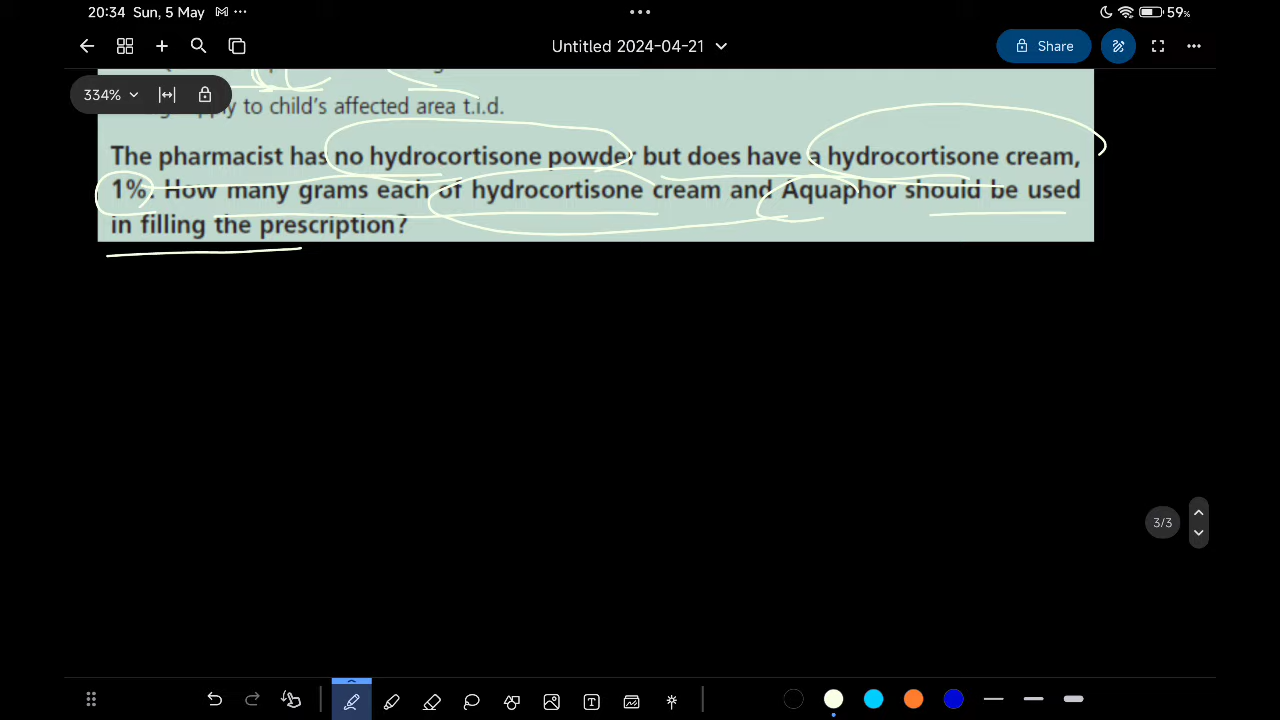 20:34 Sun, 5 May
59%
Untitled 2024-04-21
Share
334%
to child's affected area t.i.d.
The pharmacist has no hydrocortisone powder but does have a hydrocortisone cream,
1%. How many grams each of hydrocortisone cream and Aquaphor should be used
in filling the prescription?
3/3